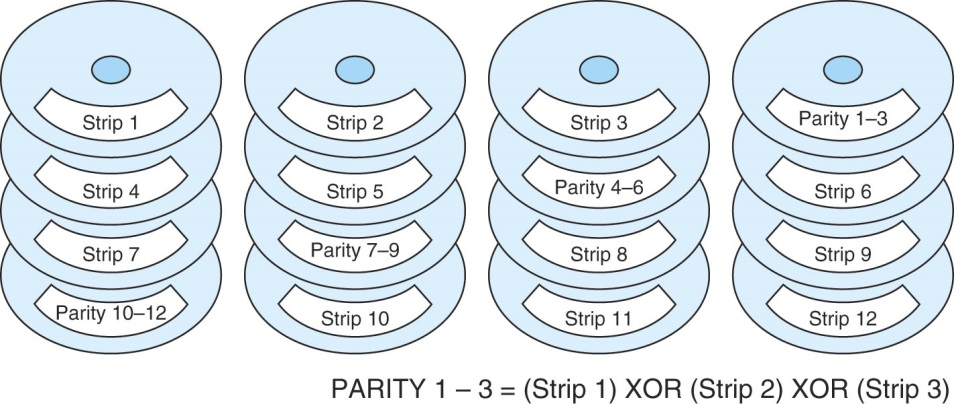 Strip 1
Strip 2
Strip 3
Parity 1–3
Strip 4
Strip 5
Parity 4–6
Strip 6
Strip 7
Parity 7–9
Strip 8
Strip 9
Parity 10–12
Strip 10
Strip 11
Strip 12
PARITY 1 – 3 = (Strip 1) XOR (Strip 2) XOR (Strip 3)